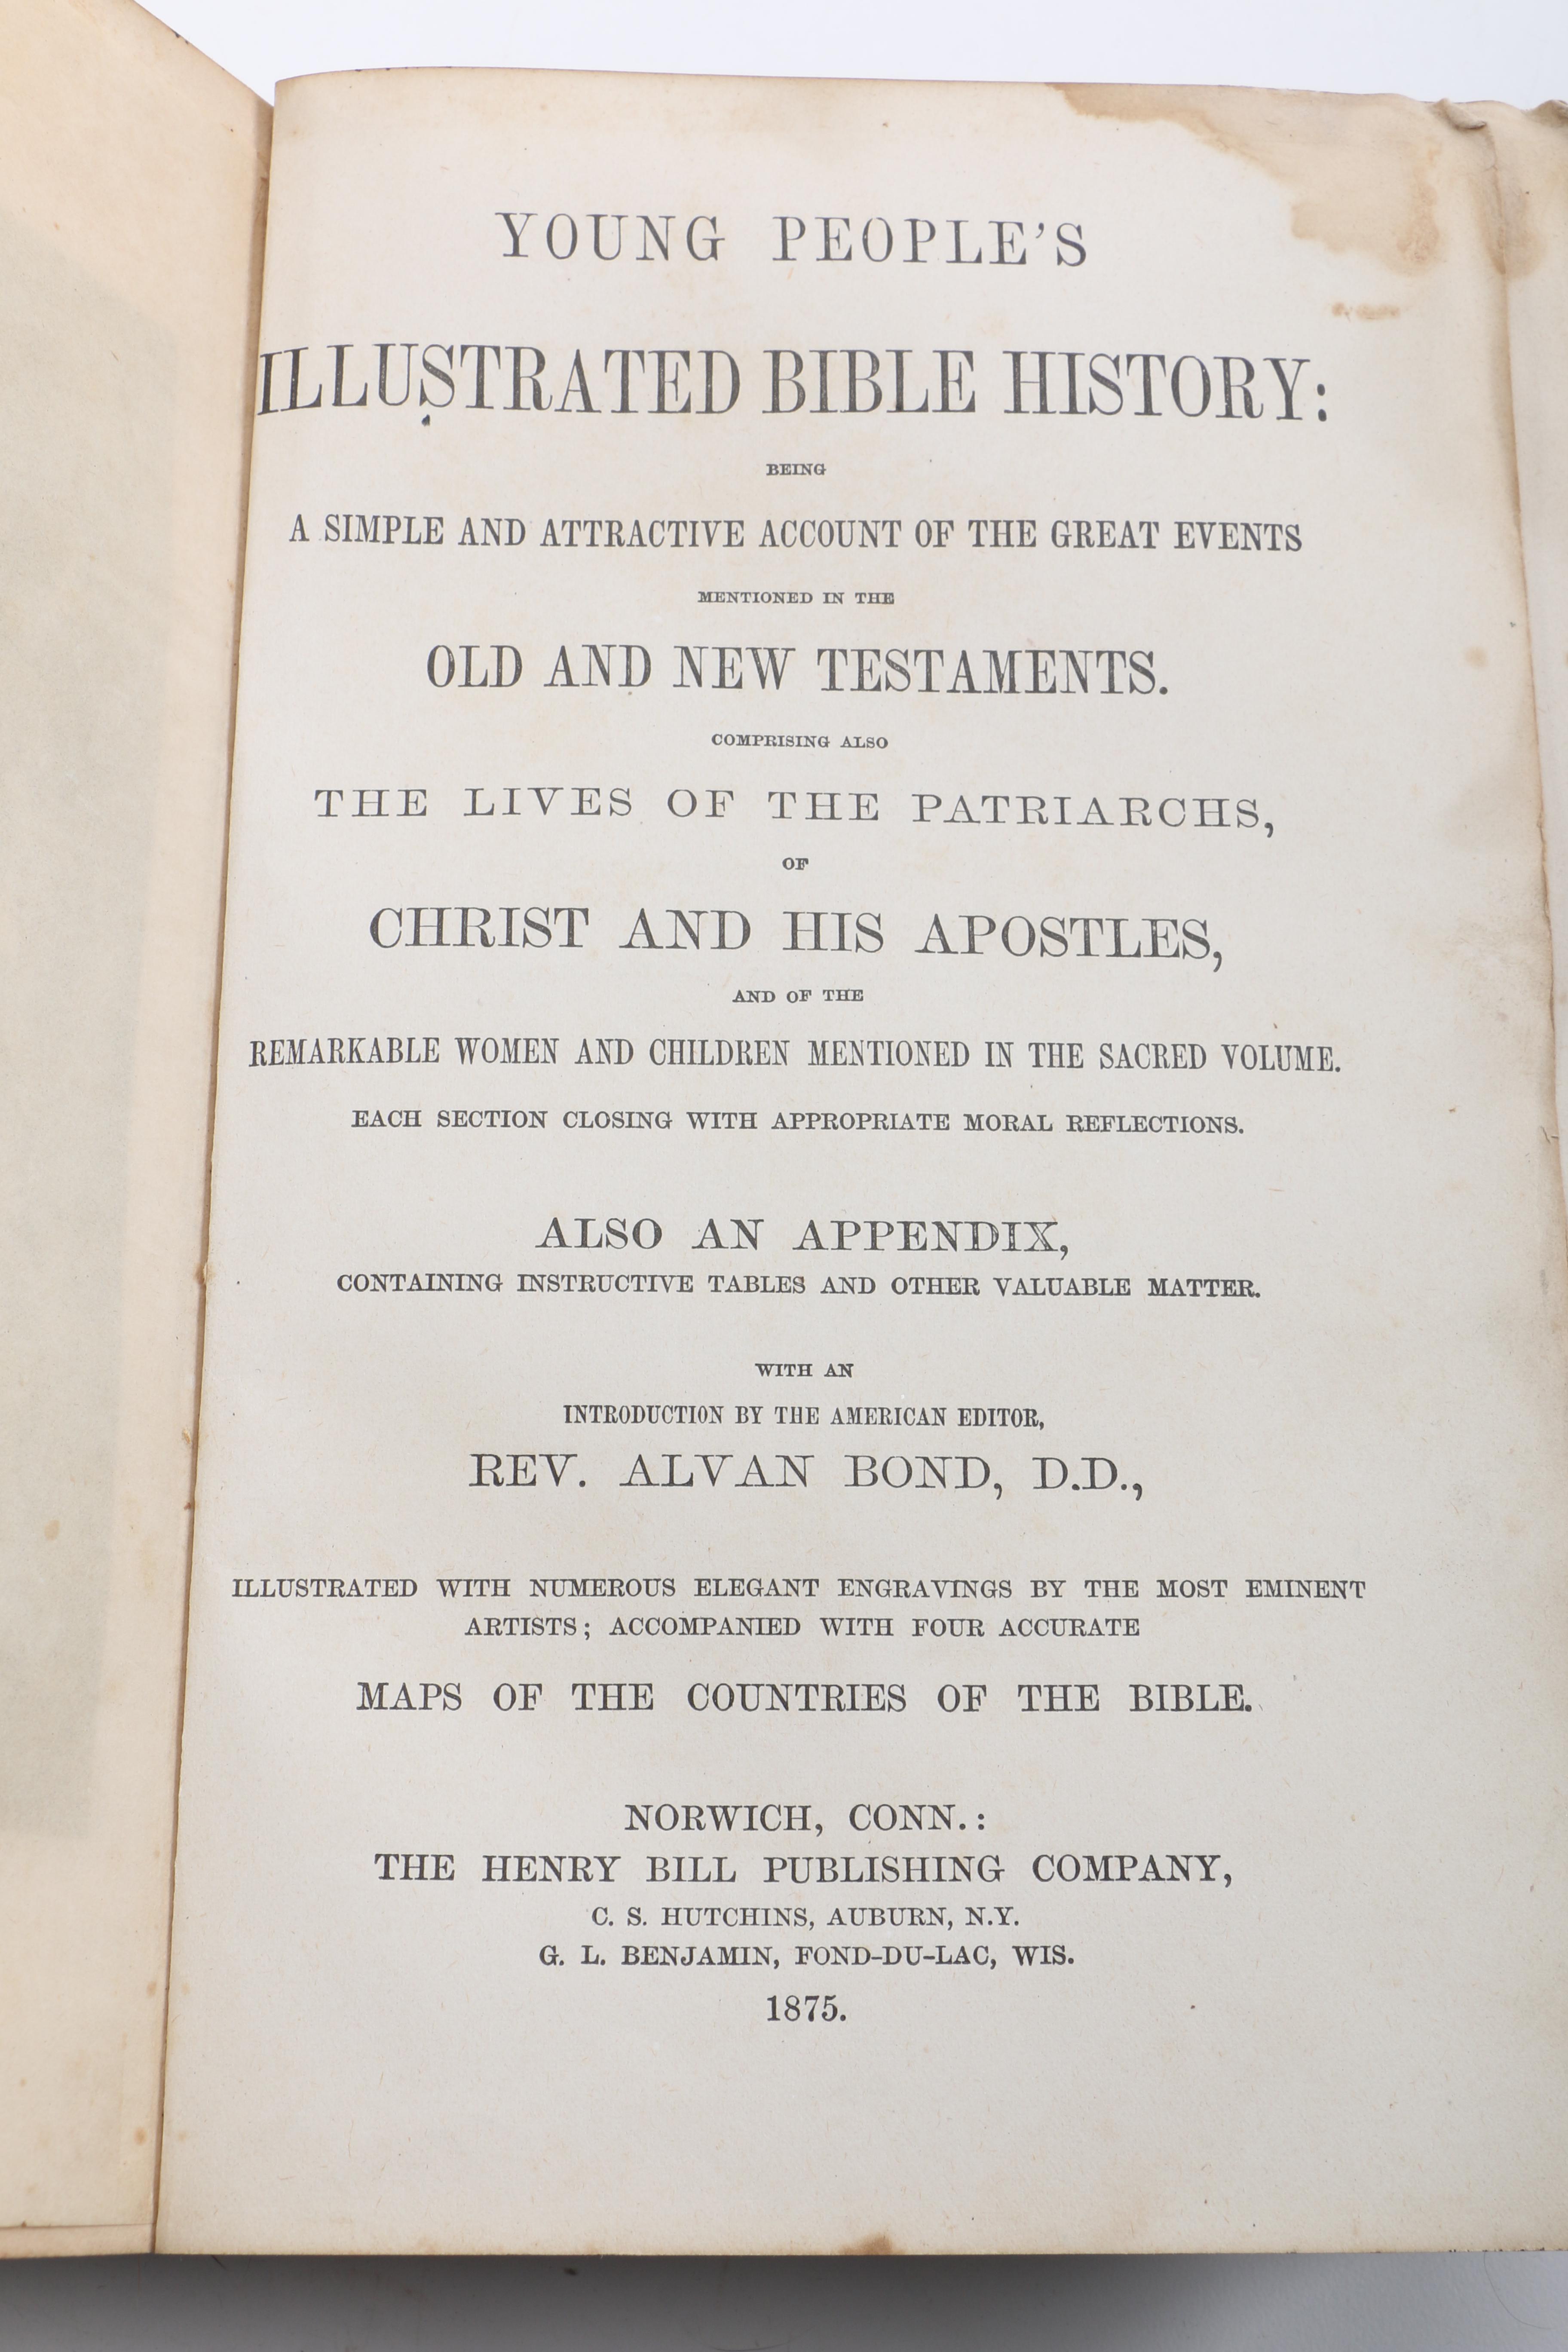 YOUNG PEOPLE'S
ILLUSTRATED BIBLE HISTORY:
BEING
A SIMPLE AND ATTRACTIVE ACCOUNT OF THE GREAT EVENTS
MENTIONED IN THE
OLD AND NEW TESTAMENTS.
COMPRISING ALSO
THE LIVES OF THE PATRIARCHS,
OF
CHRIST AND HIS APOSTLES,
AND OF THE
REMARKABLE WOMEN AND CHILDREN MENTIONED IN THE SACRED VOLUME.
EACH SECTION CLOSING WITH APPROPRIATE MORAL REFLECTIONS.
ALSO AN APPENDIX,
CONTAINING INSTRUCTIVE TABLES AND OTHER VALUABLE MATTER.
WITH AN
INTRODUCTION BY THE AMERICAN EDITOR,
REV. ALVAN BOND, D.D.,
ILLUSTRATED WITH NUMEROUS ELEGANT ENGRAVINGS BY THE MOST EMINENT
ARTISTS; ACCOMPANIED WITH FOUR ACCURATE
MAPS OF THE COUNTRIES OF THE BIBLE.
NORWICH, CONN.:
THE HENRY BILL PUBLISHING COMPANY,
C. S. HUTCHINS, AUBURN, N.Y.
G. L. BENJAMIN, FOND-DU-LAC, WIS.
1875.